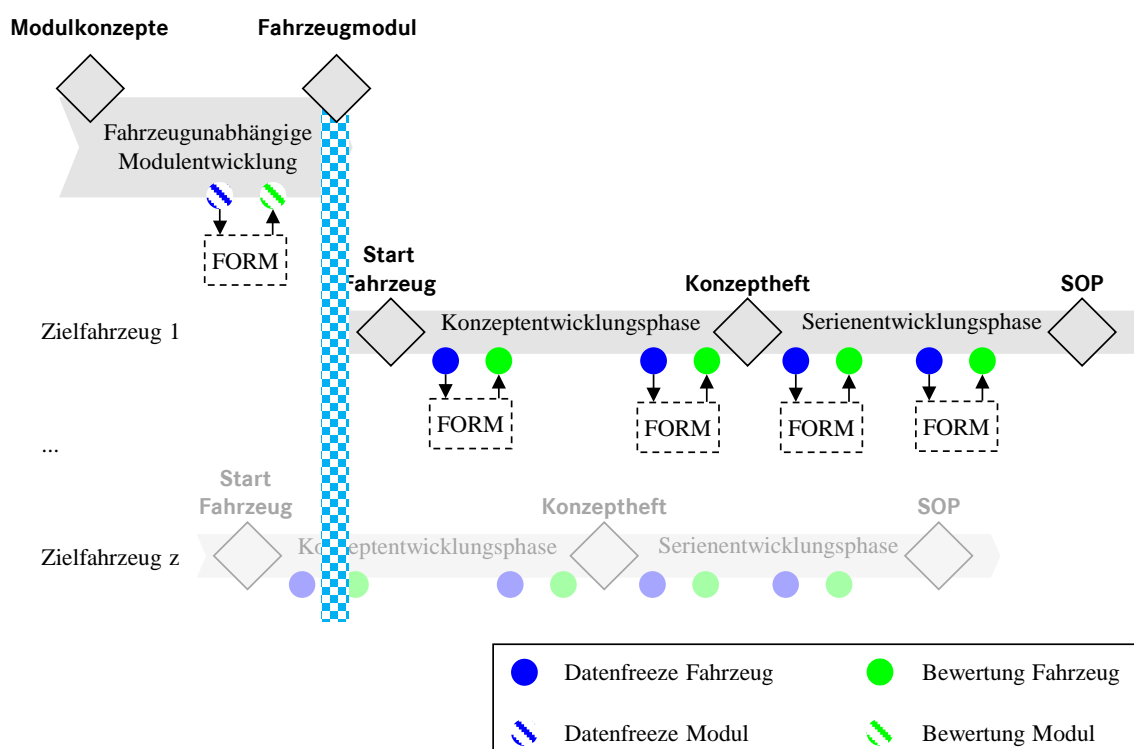 Modulkonzepte
Fahrzeugmodul
Fahrzeugunabhängige
Modulentwicklung
FORM
Start
Fahrzeug
Konzeptheft
SOP
Zielfahrzeug 1
Konzeptentwicklungsphase
Serienentwicklungsphase
FORM
FORM
FORM
FORM
...
Start
Fahrzeug
Konzeptheft
SOP
Zielfahrzeug z
Konzeptentwicklungsphase
Serienentwicklungsphase
Datenfreeze Fahrzeug
Bewertung Fahrzeug
Datenfreeze Modul
Bewertung Modul